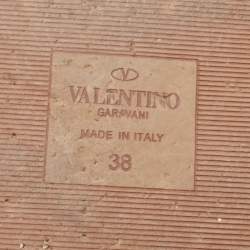 VALENTINO
GARAVANI
MADE IN ITALY
38